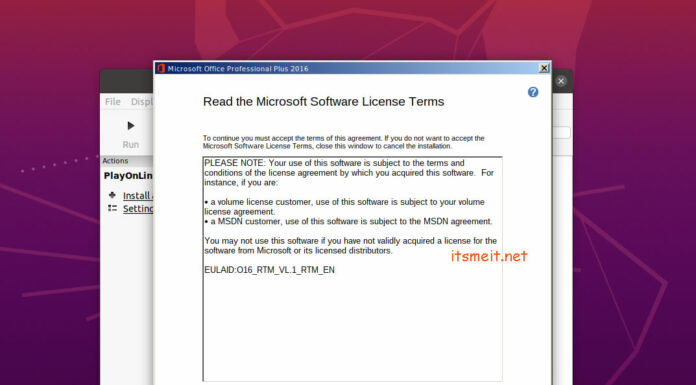 Microsoft Office Professional Plus 2016
Read the Microsoft Software License Terms
To continue you must accept the terms of this agreement. If you do not want to accept the
Microsoft Software License Terms, close this window to cancel the installation.
File
Run
Actions
PlayOnLin
Install
Setting
PLEASE NOTE: Your use of this software is subject to the terms and
conditions of the license agreement by which you acquired this software.  For
instance, if you are:
• a volume license customer, use of this software is subject to your volume
license agreement.
• a MSDN customer, use of this software is subject to the MSDN agreement.
You may not use this software if you have not validly acquired a license for the
software from Microsoft or its licensed distributors.
EULAID:O16_RTM_VL.1_RTM_EN
itsmeit.net